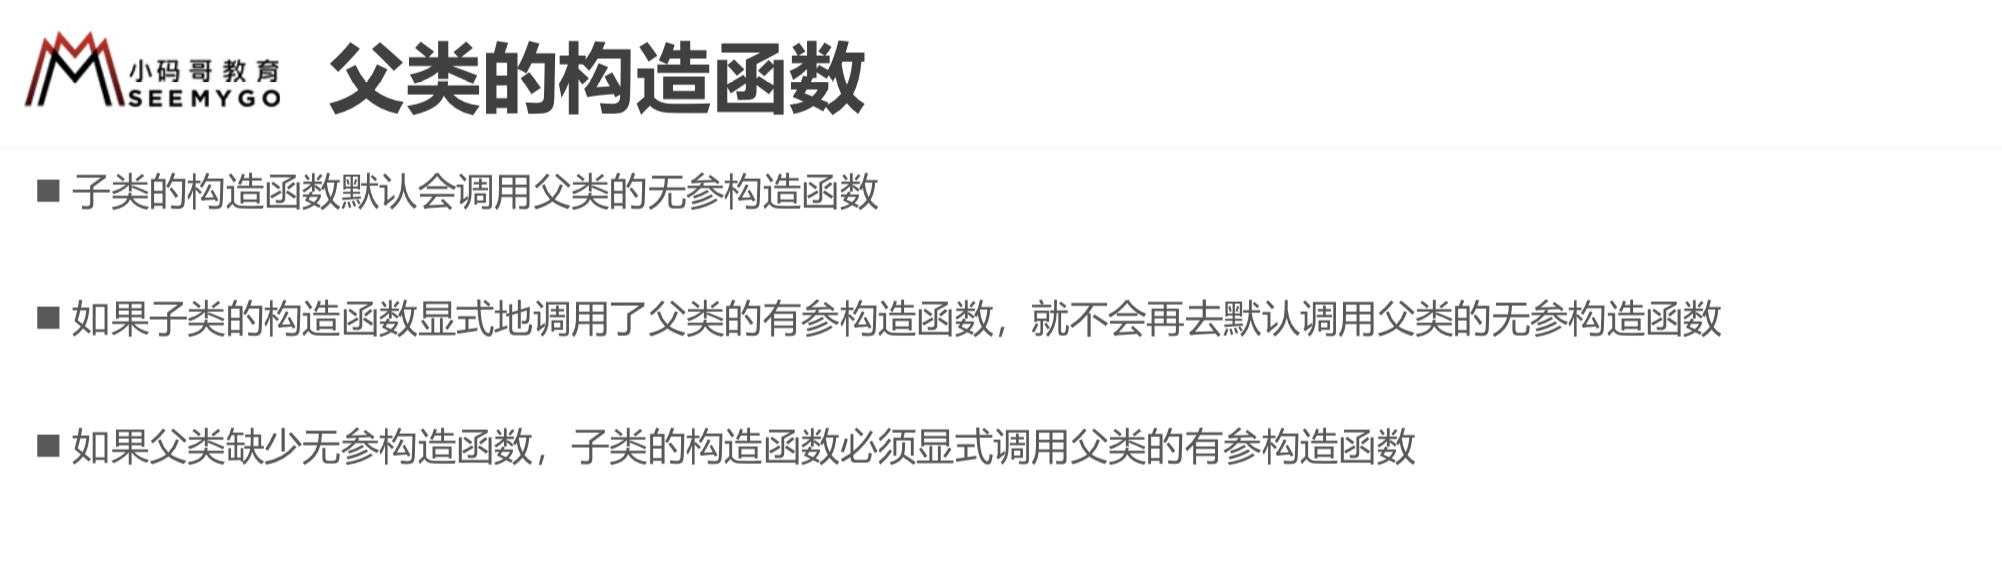 小码哥教育
SEEMYGO
父类的构造函数
■ 子类的构造函数默认会调用父类的无参构造函数
■ 如果子类的构造函数显式地调用了父类的有参构造函数，就不会再去默认调用父类的无参构造函数
■ 如果父类缺少无参构造函数，子类的构造函数必须显式调用父类的有参构造函数